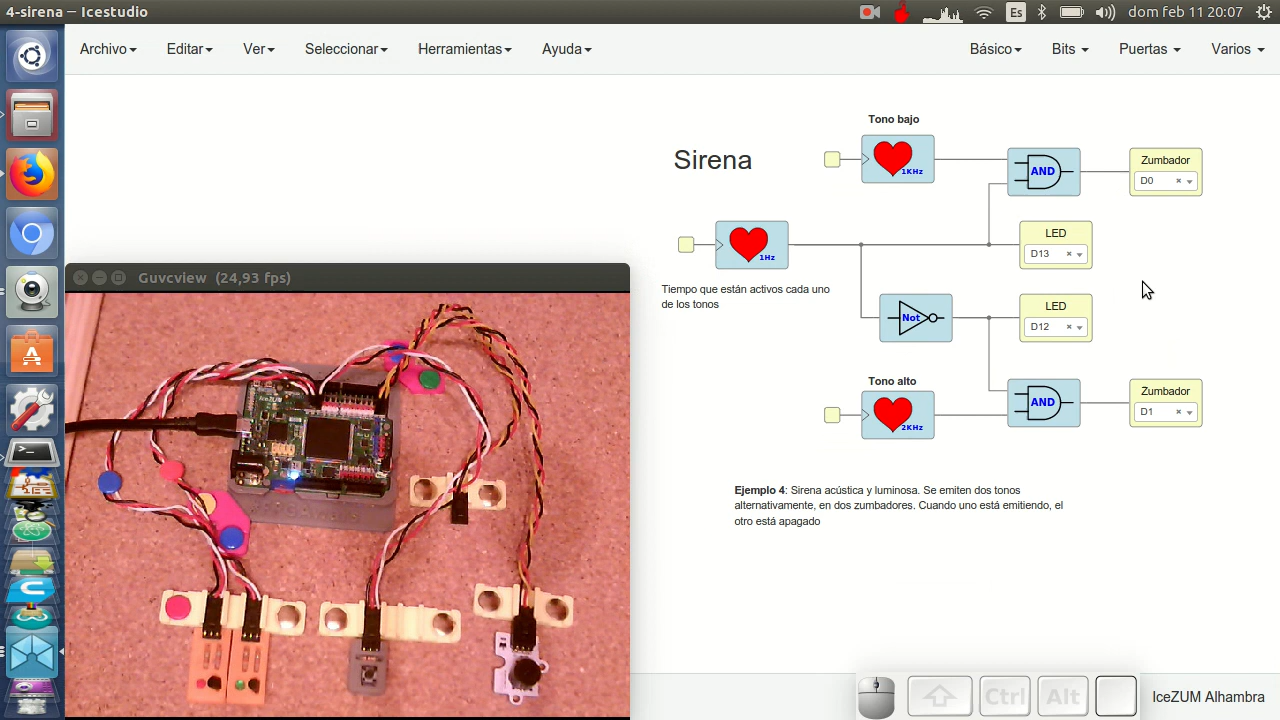 4-sirena – Icestudio
Es
dom feb 11 20:07
Archivo
Editar
Ver
Seleccionar
Herramientas
Ayuda
Básico
Bits
Puertas
Varios
Sirena
Tono bajo
1KHz
AND
Zumbador
D0
1Hz
LED
D13
Tiempo que están activos cada uno
de los tonos
Not
LED
D12
Tono alto
2KHz
AND
Zumbador
D1
Ejemplo 4: Sirena acústica y luminosa. Se emiten dos tonos
alternativamente, en dos zumbadores. Cuando uno está emitiendo, el
otro está apagado
Guvcview (24,93 fps)
IceZUM
Ctrl
Alt
IceZUM Alhambra